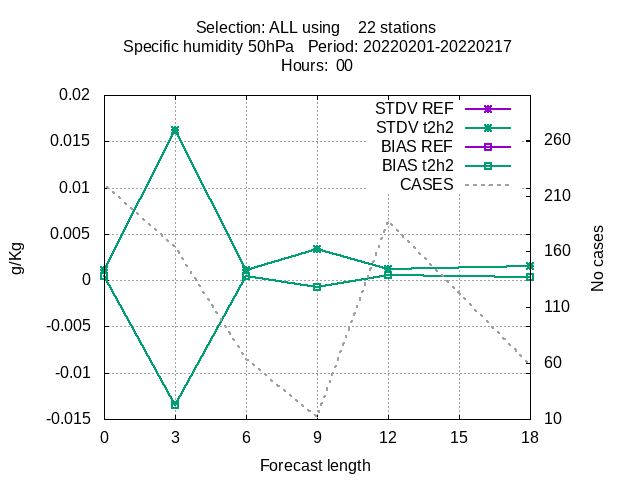 Selection: ALL using    22 stations
Specific humidity 50hPa   Period: 20220201-20220217
Hours:  00
STDV REF
STDV t2h2
BIAS REF
BIAS t2h2
CASES
0.02
0.015
0.01
0.005
0
-0.005
-0.01
-0.015
g/Kg
260
210
160
110
60
10
No cases
0 3 6 9 12 15 18
Forecast length